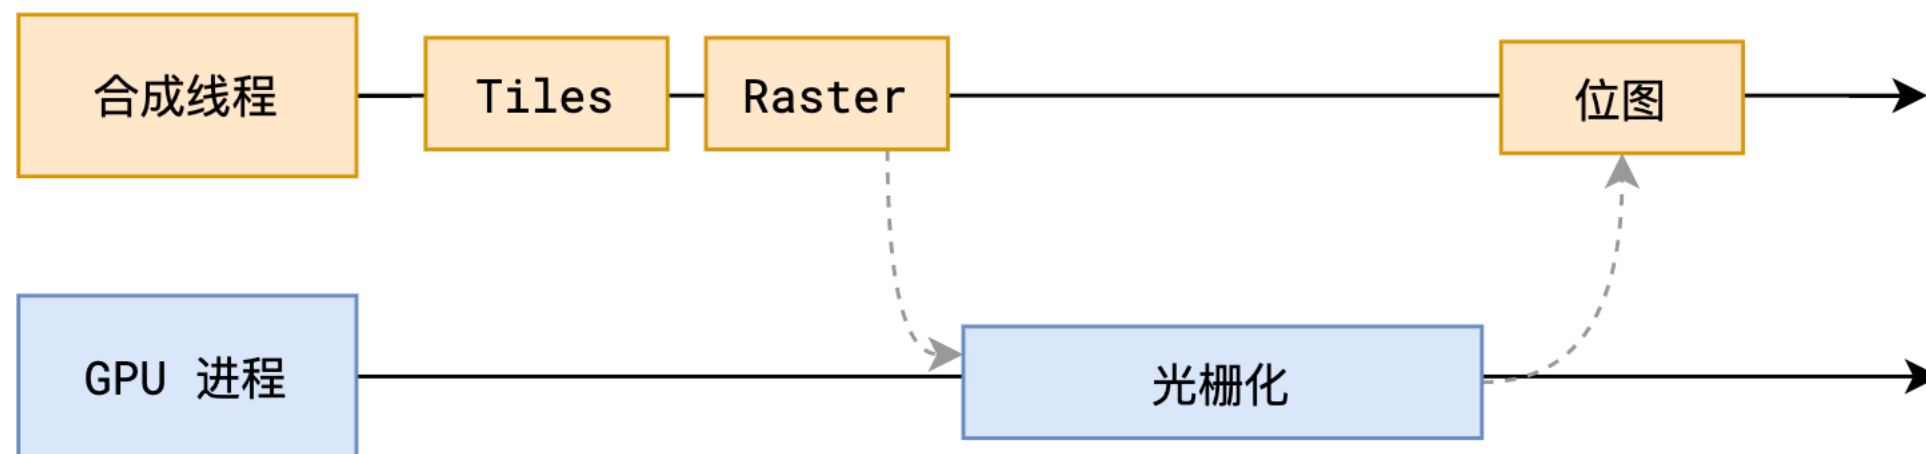 合成线程
Tiles
Raster
位图
GPU 进程
光栅化